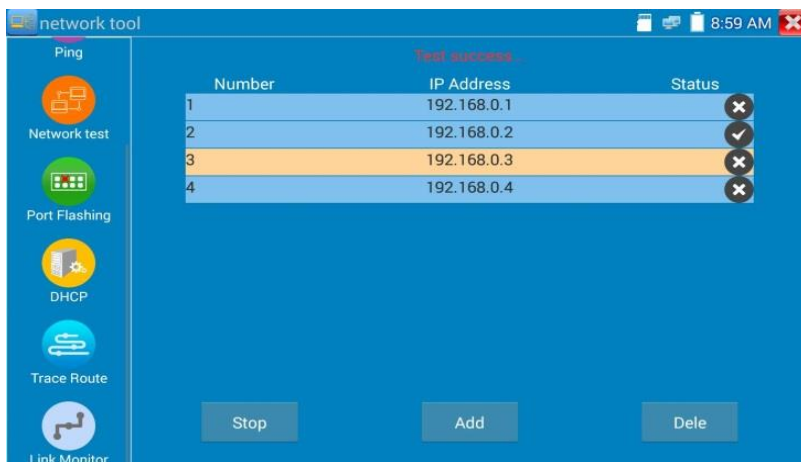 network tool
8:59 AM
Ping
Network test
Port Flashing
DHCP
Trace Route
Link Monitor
Test success..
Number IP Address Status
1 192.168.0.1
2 192.168.0.2
3 192.168.0.3
4 192.168.0.4
Stop Add Dele